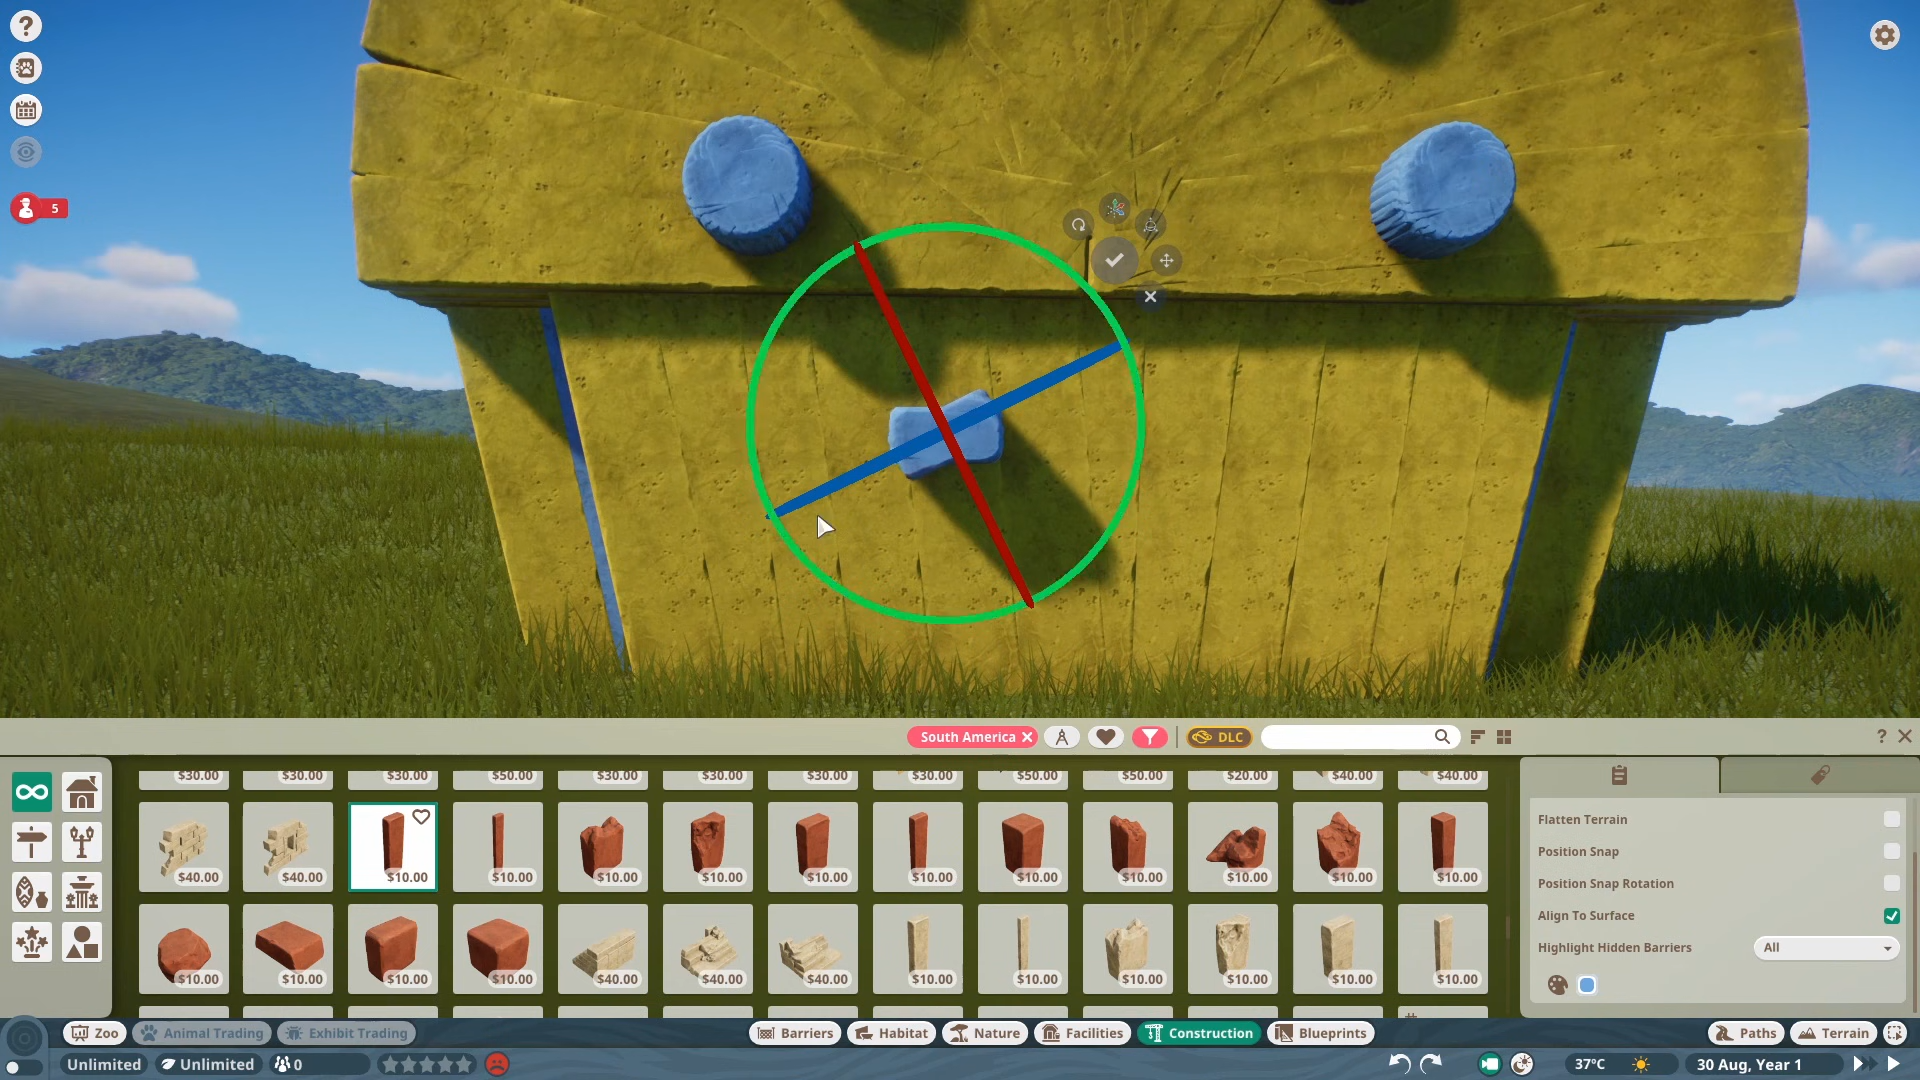 5
South America
DLC
$30.00 $30.00 $30.00 $50.00 $30.00 $30.00 $30.00 $30.00 $50.00 $50.00 $20.00 $40.00 $40.00
$40.00 $40.00 $10.00 $10.00 $10.00 $10.00 $10.00 $10.00 $10.00 $10.00 $10.00 $10.00 $10.00
$10.00 $10.00 $10.00 $10.00 $40.00 $40.00 $40.00 $10.00 $10.00 $10.00 $10.00 $10.00 $10.00
?
Flatten Terrain
Position Snap
Position Snap Rotation
Align To Surface
Highlight Hidden Barriers All
Zoo Animal Trading Exhibit Trading Barriers Habitat Nature Facilities Construction Blueprints Paths Terrain
Unlimited Unlimited 0 37°C 30 Aug, Year 1